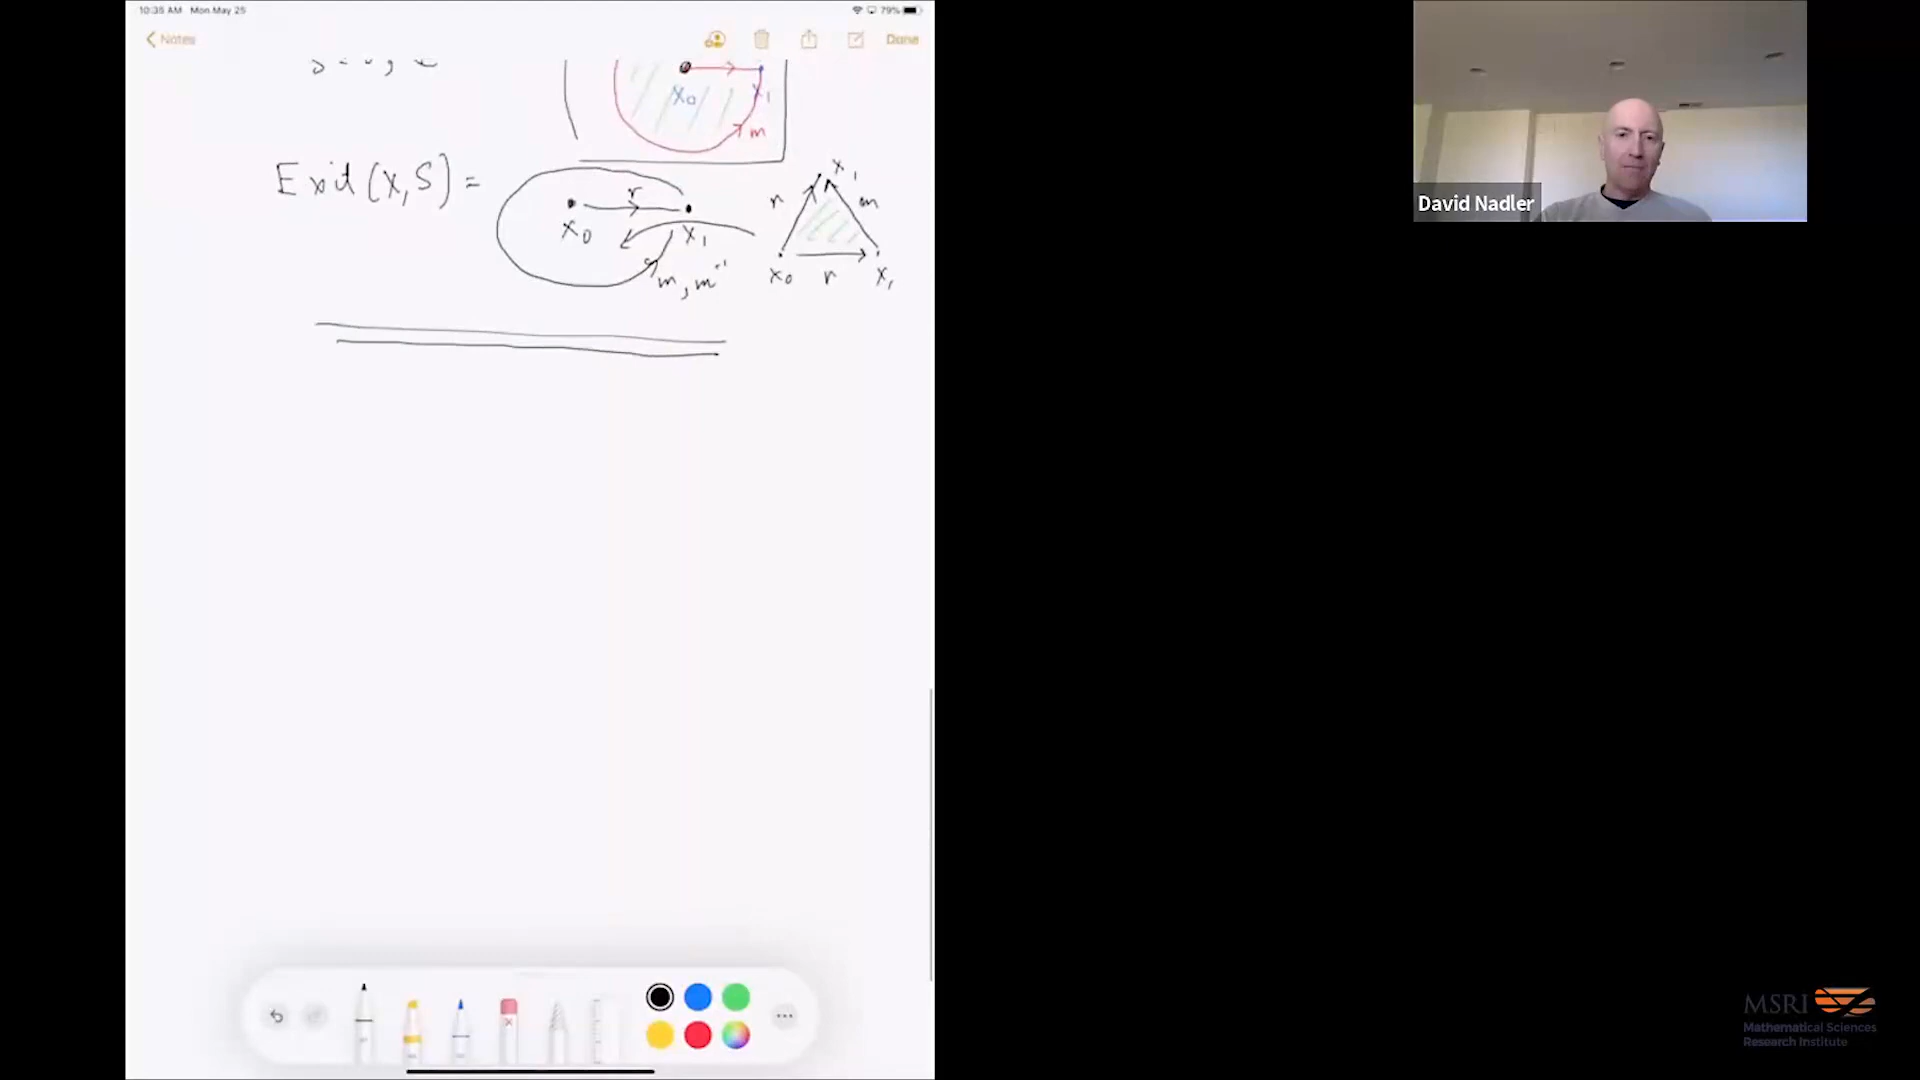 10:35 AM Mon May 25
79%
Notes
Done
x₀
x₁
m
Exit(X,S) =
r
x₀
x₁
m, m⁻¹
x₁
r
m
x₀
r
x₁
David Nadler
MSRI
Mathematical Sciences
Research Institute